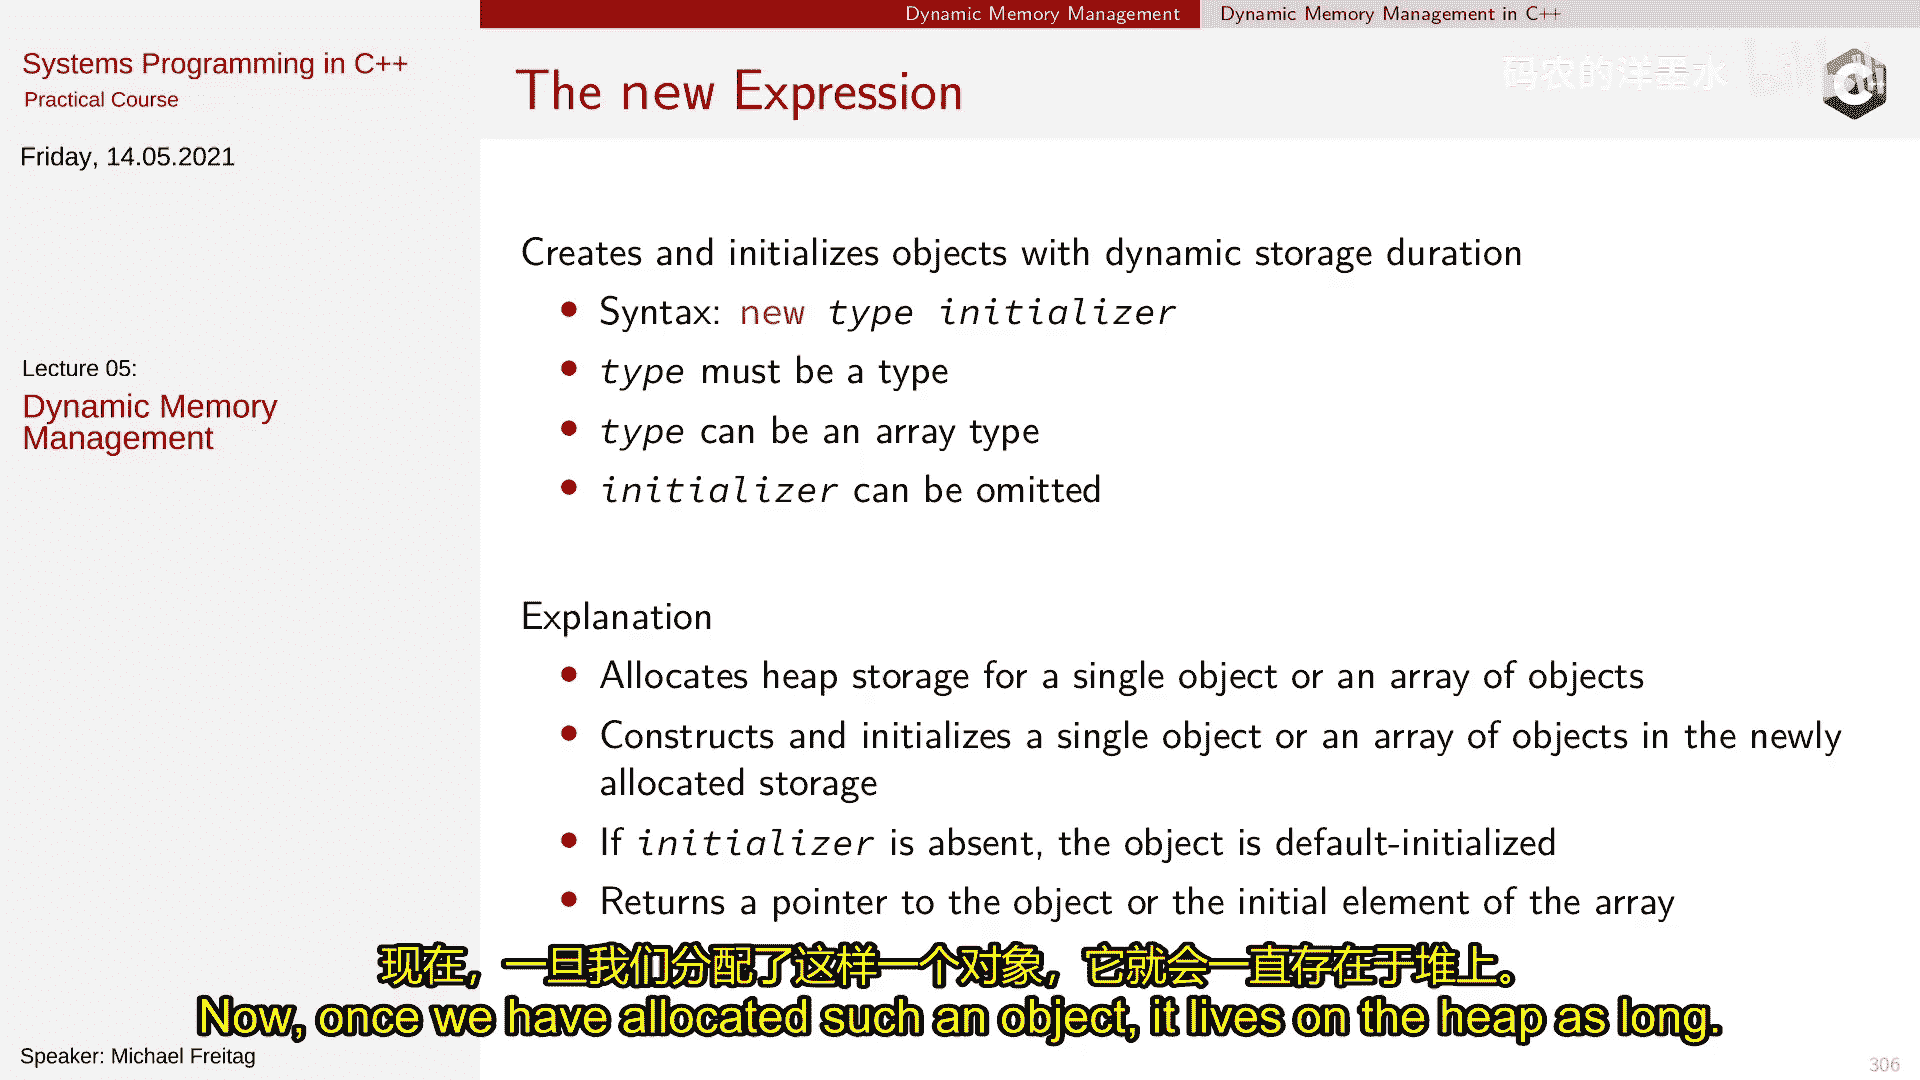 Dynamic Memory Management
Dynamic Memory Management in C++
Systems Programming in C++
Practical Course
Friday, 14.05.2021
Lecture 05:
Dynamic Memory
Management
The new Expression
码农的洋墨水
Creates and initializes objects with dynamic storage duration
• Syntax: new type initializer
• type must be a type
• type can be an array type
• initializer can be omitted
Explanation
• Allocates heap storage for a single object or an array of objects
• Constructs and initializes a single object or an array of objects in the newly
allocated storage
• If initializer is absent, the object is default-initialized
• Returns a pointer to the object or the initial element of the array
现在，一旦我们分配了这样一个对象，它就会一直存在于堆上。
Now, once we have allocated such an object, it lives on the heap as long.
Speaker: Michael Freitag
306